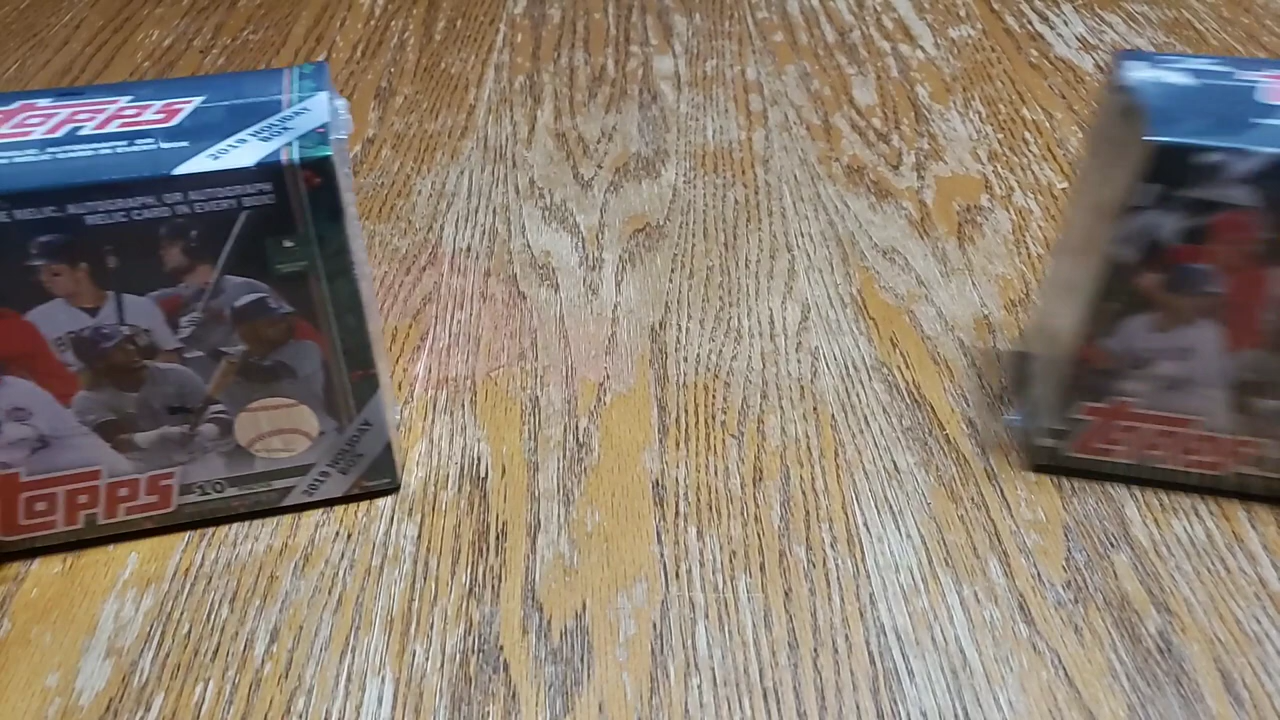 TOPPS
2019 HOLIDAY
BOX
RELIC, AUTOGRAPH, OR AUTOGRAPH
RELIC CARD IN EVERY BOX!
TOPPS
10
2019 HOLIDAY
BOX
TOPPS